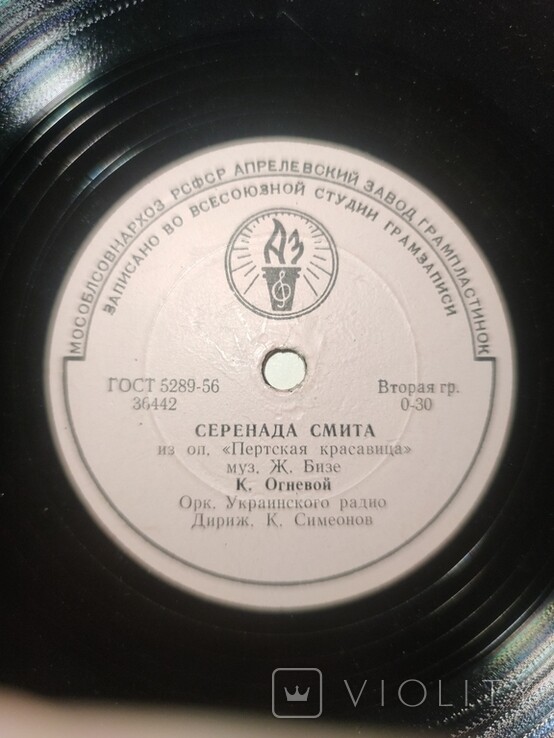 МОСОБЛСОВНАРХОЗ РСФСР АПРЕЛЕВСКИЙ ЗАВОД ГРАМПЛАСТИНОК
ЗАПИСАНО ВО ВСЕСОЮЗНОЙ СТУДИИ ГРАМЗАПИСИ
АЗ
ГОСТ 5289-56 Вторая гр.
36442 0-30
СЕРЕНАДА СМИТА
из оп. «Пертская красавица»
муз. Ж. Бизе
К. Огневой
Орк. Украинского радио
Дириж. К. Симеонов
VIOLITY